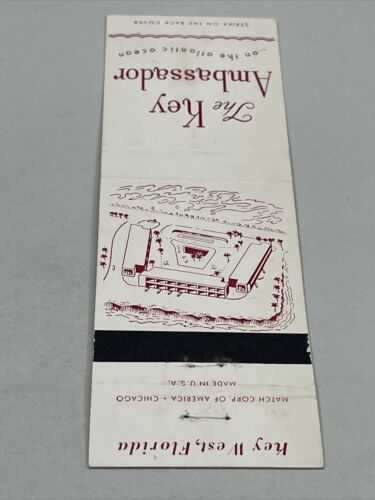 STRIKE ON THE BACK COVER
on the atlantic ocean
The Key
Ambassador
MADE IN U.S.A.
MATCH CORP. OF AMERICA • CHICAGO
Key West, Florida